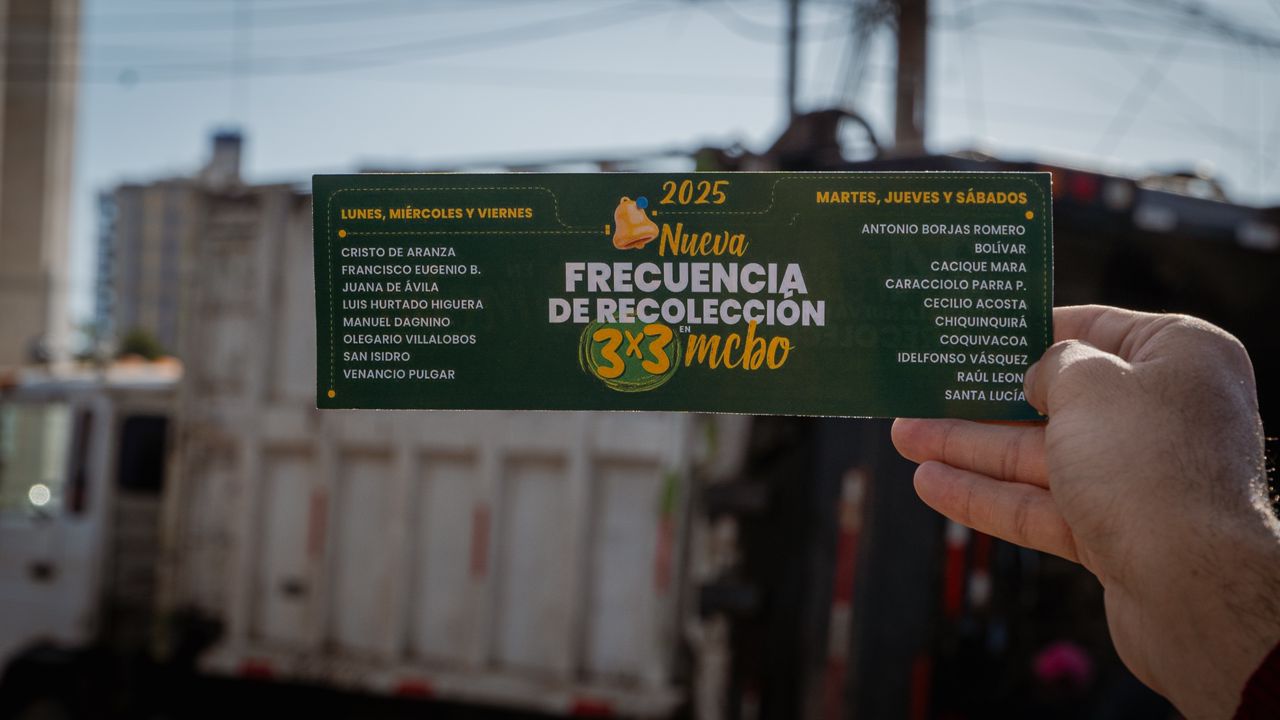 LUNES, MIÉRCOLES Y VIERNES
CRISTO DE ARANZA
FRANCISCO EUGENIO B.
JUANA DE ÁVILA
LUIS HURTADO HIGUERA
MANUEL DAGNINO
OLEGARIO VILLALOBOS
SAN ISIDRO
VENANCIO PULGAR
2025
Nueva
FRECUENCIA
DE RECOLECCIÓN
3x3 EN mcbo
MARTES, JUEVES Y SÁBADOS
ANTONIO BORJAS ROMERO
BOLÍVAR
CACIQUE MARA
CARACCIOLO PARRA P.
CECILIO ACOSTA
CHIQUINQUIRÁ
COQUIVACOA
IDELFONSO VÁSQUEZ
RAÚL LEONI
SANTA LUCÍA